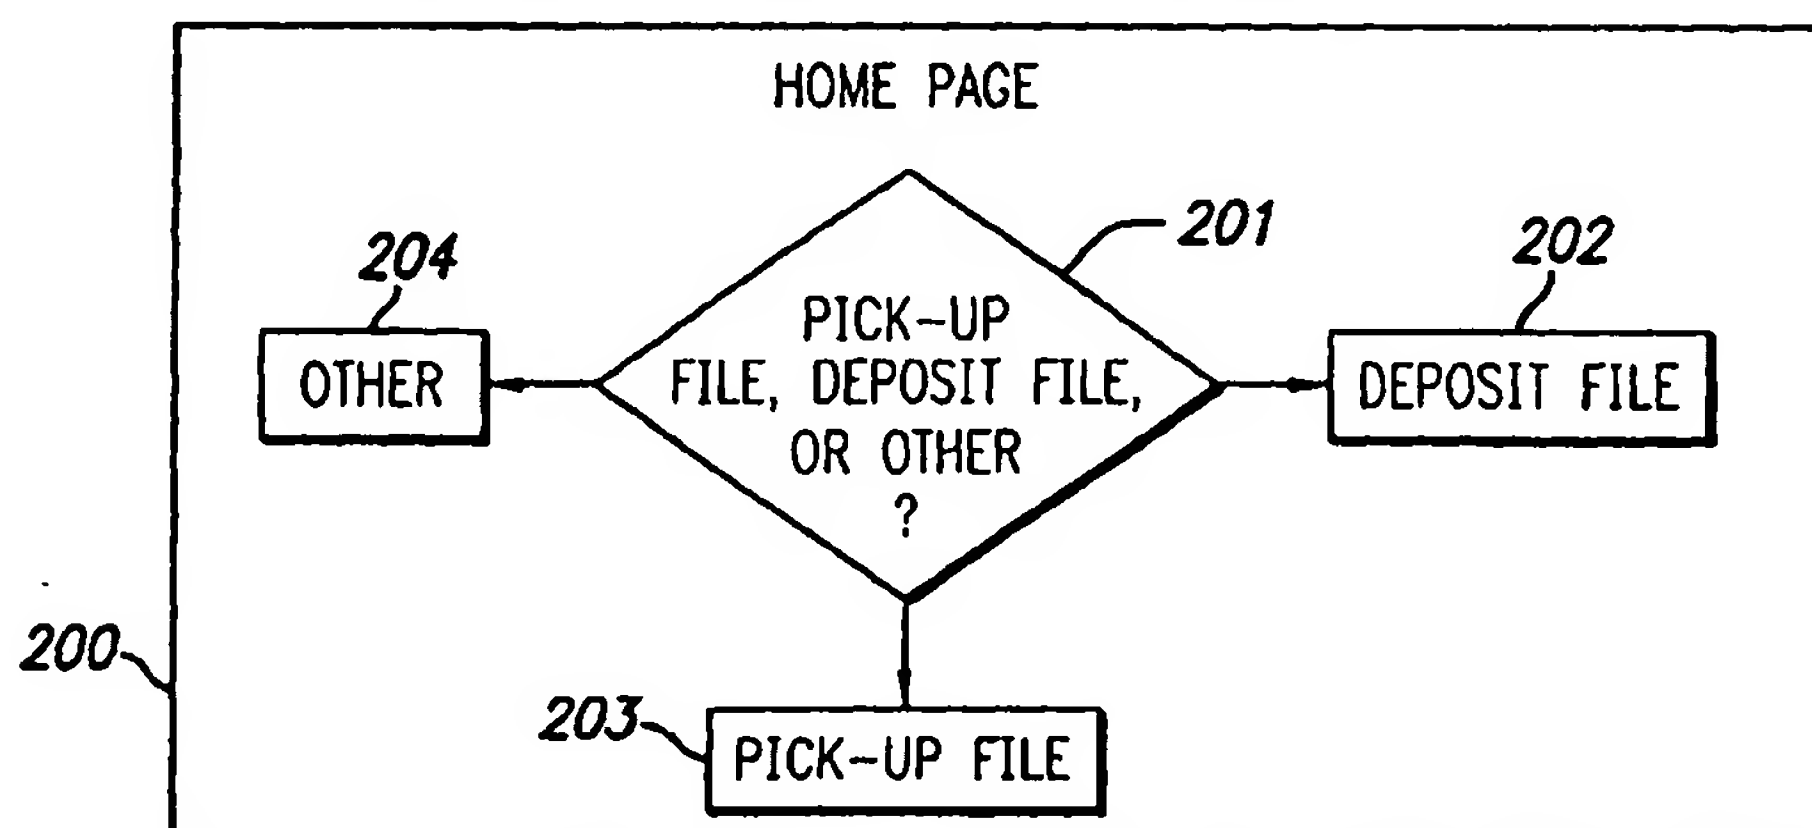 HOME PAGE
201
202
204
PICK-UP
FILE, DEPOSIT FILE,
OR OTHER
?
OTHER
DEPOSIT FILE
200
203
PICK-UP FILE